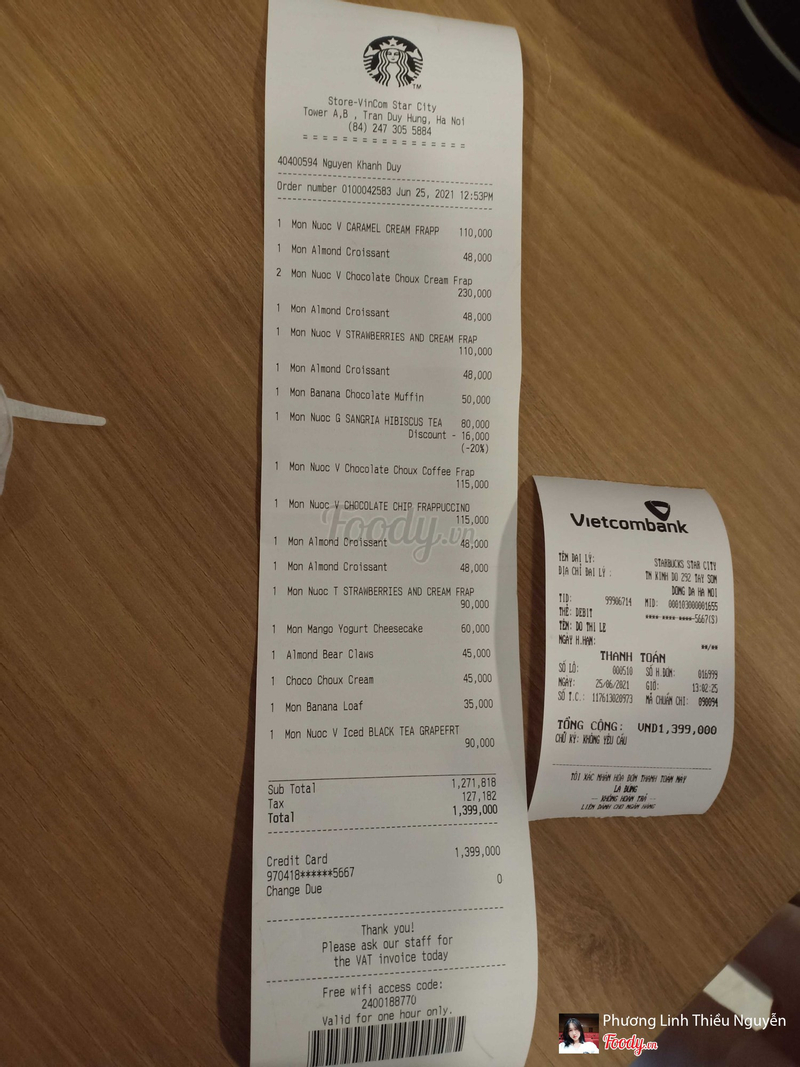 TM
Store-VinCom Star City
Tower A,B , Tran Duy Hung, Ha Noi
(84) 247 305 5884
= = = = = = = = = = = = = = = = =
40400594 Nguyen Khanh Duy
Order number 0100042583 Jun 25, 2021 12:53PM
1 Mon Nuoc V CARAMEL CREAM FRAPP 110,000
1 Mon Almond Croissant 48,000
2 Mon Nuoc V Chocolate Choux Cream Frap
230,000
1 Mon Almond Croissant 48,000
1 Mon Nuoc V STRAWBERRIES AND CREAM FRAP
110,000
1 Mon Almond Croissant 48,000
1 Mon Banana Chocolate Muffin 50,000
1 Mon Nuoc G SANGRIA HIBISCUS TEA 80,000
Discount - 16,000
(-20%)
1 Mon Nuoc V Chocolate Choux Coffee Frap
115,000
1 Mon Nuoc V CHOCOLATE CHIP FRAPPUCCINO
115,000
1 Mon Almond Croissant 48,000
1 Mon Almond Croissant 48,000
1 Mon Nuoc T STRAWBERRIES AND CREAM FRAP
90,000
1 Mon Mango Yogurt Cheesecake 60,000
1 Almond Bear Claws 45,000
1 Choco Choux Cream 45,000
1 Mon Banana Loaf 35,000
1 Mon Nuoc V Iced BLACK TEA GRAPEFRT
90,000
Sub Total 1,271,818
Tax 127,182
Total 1,399,000
Credit Card 1,399,000
970418******5667
Change Due 0
Thank you!
Please ask our staff for
the VAT invoice today
Free wifi access code:
2400188770
Valid for one hour only.
Vietcombank
TÊN ĐẠI LÝ: STARBUCKS STAR CITY
ĐỊA CHỈ ĐẠI LÝ : TM KINH DO 292 TAY SON
DONG DA HA NOI
TID: 99906714 MID: 000103000001655
THẺ: DEBIT **** **** ****-5667(S)
TÊN: DO THI LE
NGÀY H.HẠN: **/**
THANH TOÁN
SỐ LÔ: 000510 SỐ H.ĐƠN: 016999
NGÀY: 25/06/2021 GIỜ: 13:02:25
SỐ T.C.: 117613020973 MÃ CHUẨN CHI: 090094
TỔNG CỘNG: VND1,399,000
CHỮ KÝ: KHÔNG YÊU CẦU
TÔI XÁC NHẬN HÓA ĐƠN THANH TOÁN NÀY
LÀ ĐÚNG
--- KHÔNG HOÀN TRẢ ---
LIÊN DÀNH CHO NGÂN HÀNG
Foody.vn
Phương Linh Thiều Nguyễn
Foody.vn